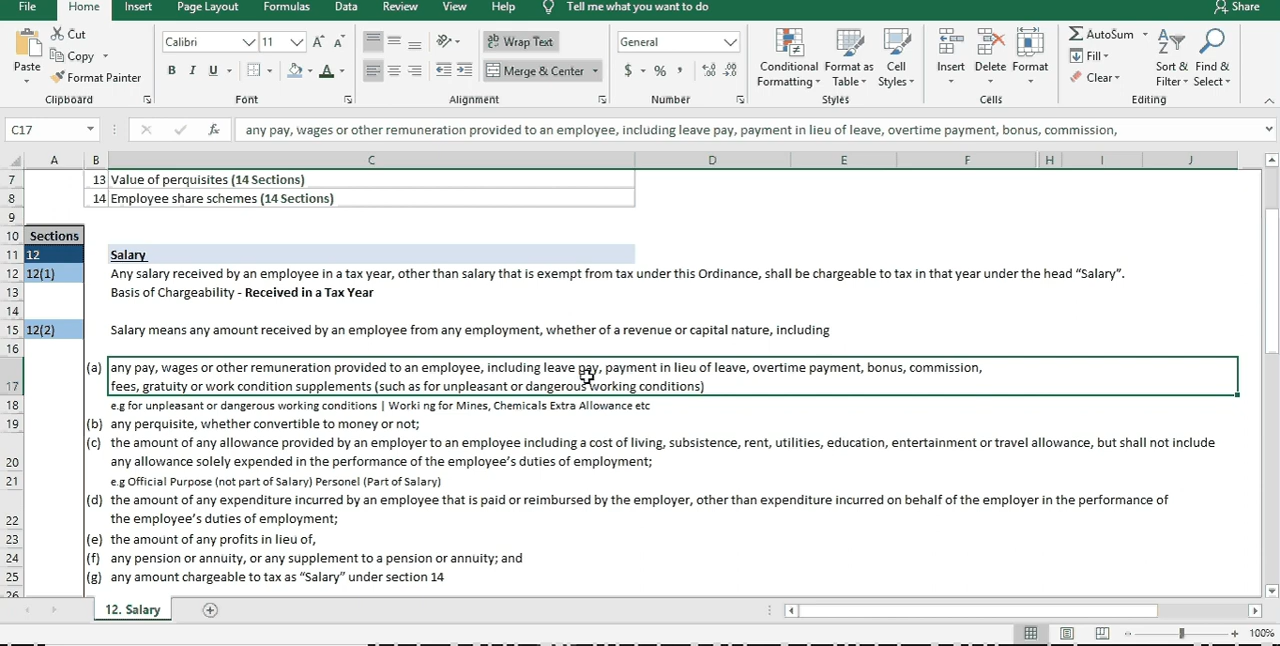 File Home Insert Page Layout Formulas Data Review View Help Tell me what you want to do Share
Paste Cut Copy Format Painter Clipboard
Calibri 11 A A B I U A Font
Wrap Text Merge & Center Alignment
General $ % , Number
Conditional Formatting Format as Table Cell Styles Styles
Insert Delete Format Cells
AutoSum Fill Clear Sort & Filter Find & Select Editing
C17 fx any pay, wages or other remuneration provided to an employee, including leave pay, payment in lieu of leave, overtime payment, bonus, commission,
A B C D E F H I J
7 13 Value of perquisites (14 Sections)
8 14 Employee share schemes (14 Sections)
9
10 Sections
11 12 Salary
12 12(1) Any salary received by an employee in a tax year, other than salary that is exempt from tax under this Ordinance, shall be chargeable to tax in that year under the head “Salary”.
13 Basis of Chargeability - Received in a Tax Year
14
15 12(2) Salary means any amount received by an employee from any employment, whether of a revenue or capital nature, including
16
17 (a) any pay, wages or other remuneration provided to an employee, including leave pay, payment in lieu of leave, overtime payment, bonus, commission,
fees, gratuity or work condition supplements (such as for unpleasant or dangerous working conditions)
18 e.g for unpleasant or dangerous working conditions | Worki ng for Mines, Chemicals Extra Allowance etc
19 (b) any perquisite, whether convertible to money or not;
20 (c) the amount of any allowance provided by an employer to an employee including a cost of living, subsistence, rent, utilities, education, entertainment or travel allowance, but shall not include
any allowance solely expended in the performance of the employee’s duties of employment;
21 e.g Official Purpose (not part of Salary) Personel (Part of Salary)
22 (d) the amount of any expenditure incurred by an employee that is paid or reimbursed by the employer, other than expenditure incurred on behalf of the employer in the performance of
the employee’s duties of employment;
23 (e) the amount of any profits in lieu of,
24 (f) any pension or annuity, or any supplement to a pension or annuity; and
25 (g) any amount chargeable to tax as “Salary” under section 14
26
12. Salary
100%